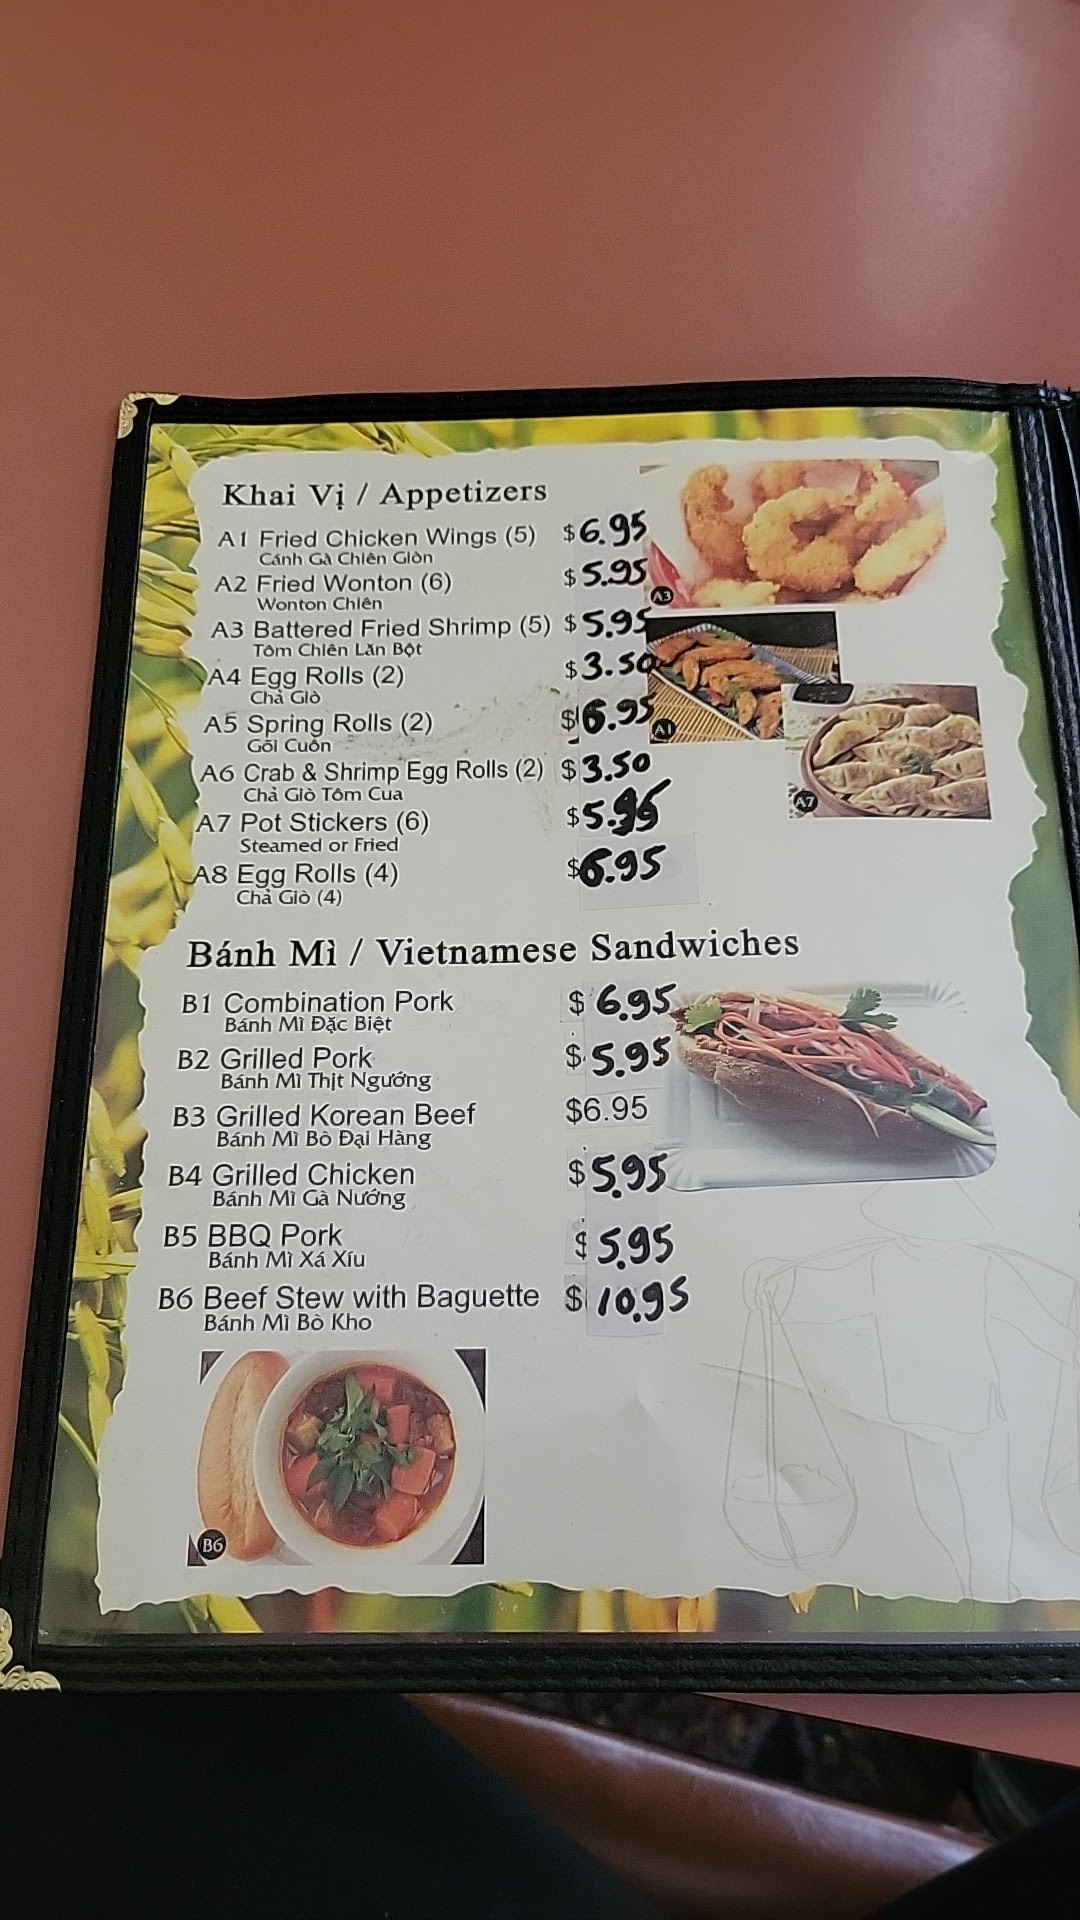 Khai Vị / Appetizers
A1 Fried Chicken Wings (5) $6.95
Cánh Gà Chiên Giòn
A2 Fried Wonton (6) $5.95
Wonton Chiên
A3 Battered Fried Shrimp (5) $5.95
Tôm Chiên Lăn Bột
A3
A4 Egg Rolls (2) $3.50
Chả Giò
A5 Spring Rolls (2) $6.95
Gõi Cuốn
A1
A6 Crab & Shrimp Egg Rolls (2) $3.50
Chả Giò Tôm Cua
A7
A7 Pot Stickers (6) $5.95
Steamed or Fried
A8 Egg Rolls (4) $6.95
Chả Giò (4)
Bánh Mì / Vietnamese Sandwiches
B1 Combination Pork $6.95
Bánh Mì Đặc Biệt
B2 Grilled Pork $5.95
Bánh Mì Thịt Ngướng
B3 Grilled Korean Beef $6.95
Bánh Mì Bò Đại Hàng
B4 Grilled Chicken $5.95
Bánh Mì Gà Nướng
B5 BBQ Pork $5.95
Bánh Mì Xá Xíu
B6 Beef Stew with Baguette $10.95
Bánh Mì Bò Kho
B6